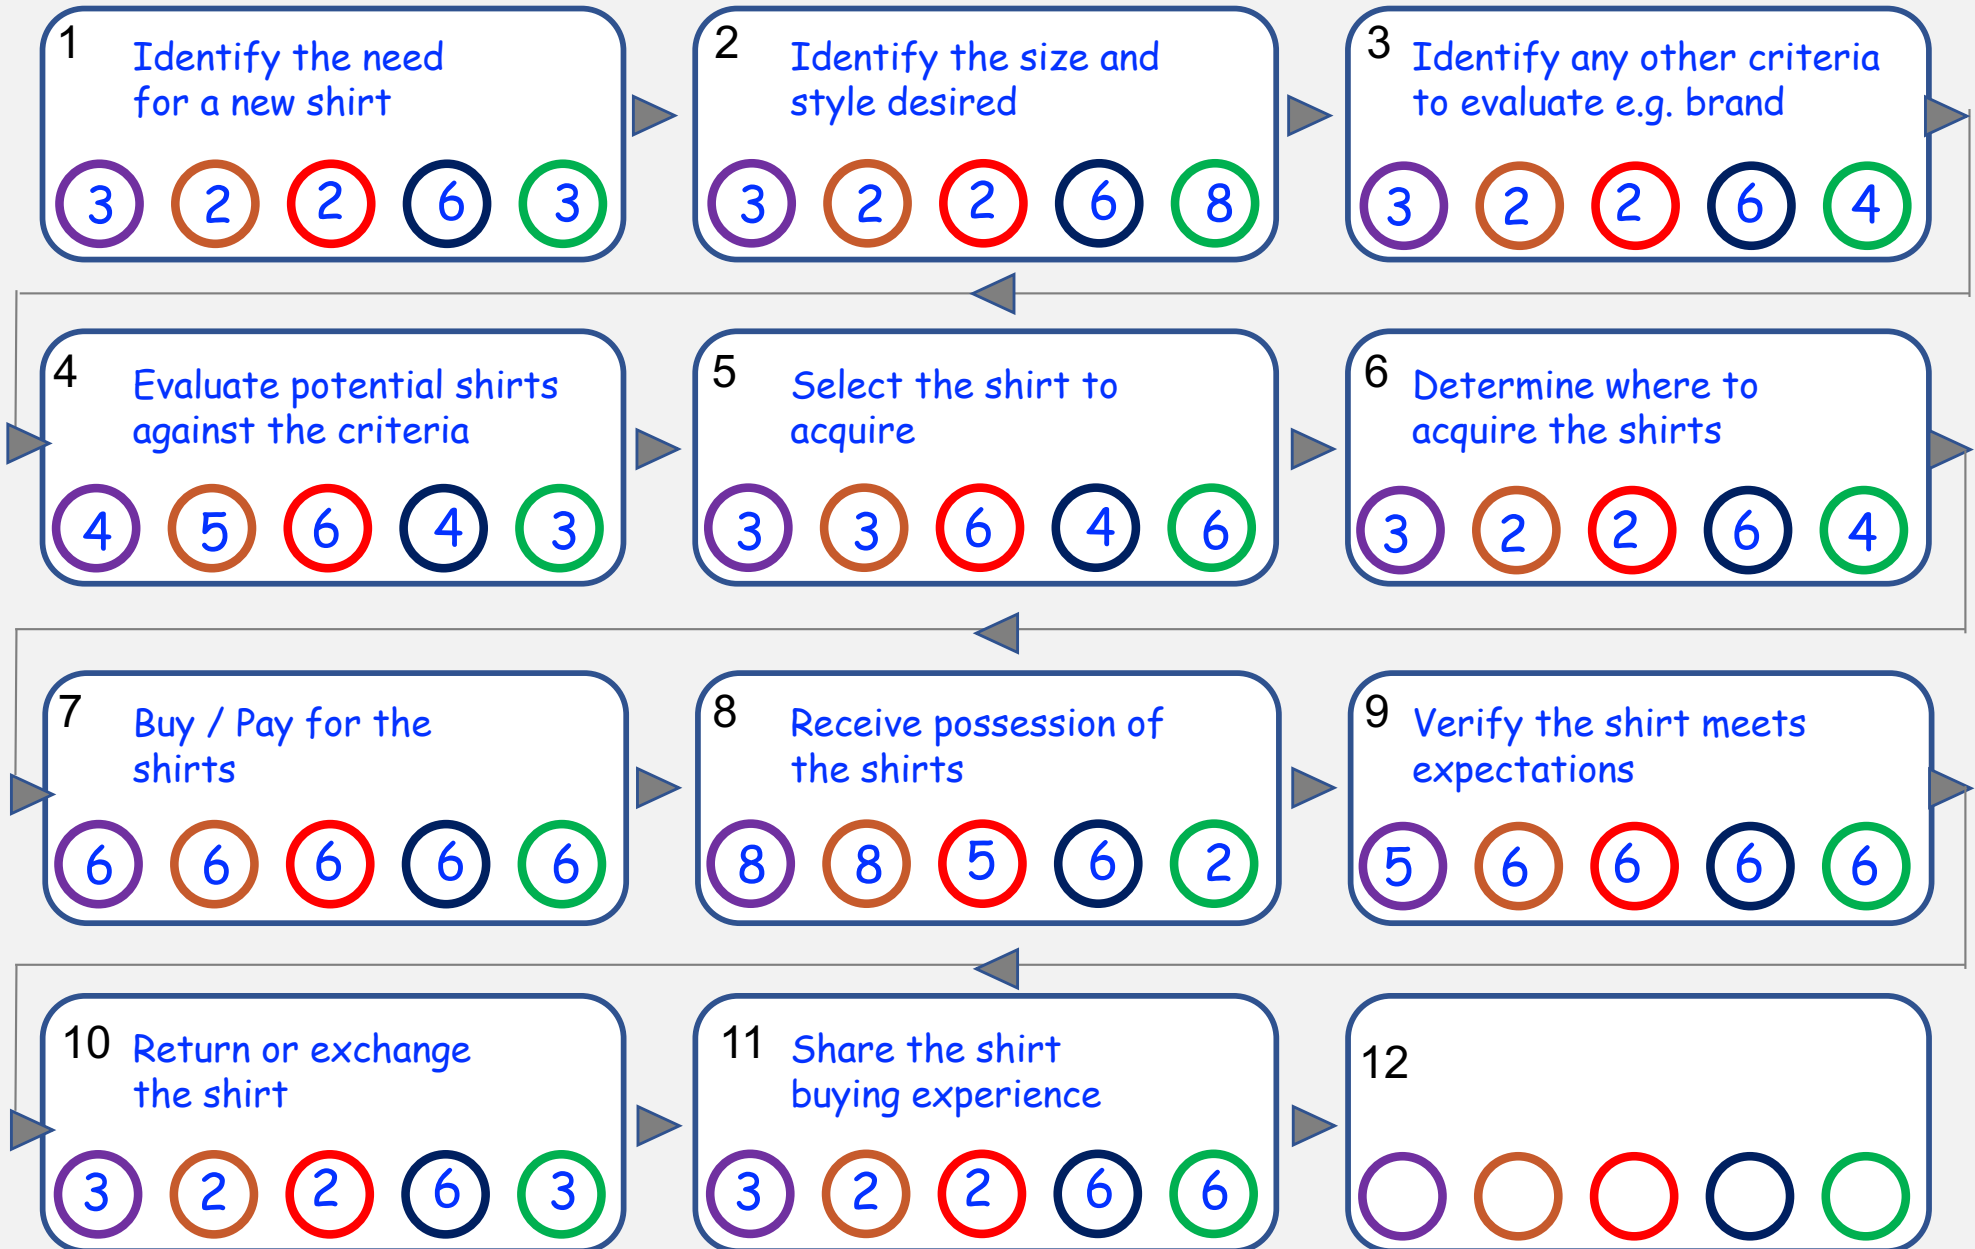 1
Identify the need
for a new shirt
3 2 2 6 3
2
Identify the size and
style desired
3 2 2 6 8
3
Identify any other criteria
to evaluate e.g. brand
3 2 2 6 4
4
Evaluate potential shirts
against the criteria
4 5 6 4 3
5
Select the shirt to
acquire
3 3 6 4 6
6
Determine where to
acquire the shirts
3 2 2 6 4
7
Buy / Pay for the
shirts
6 6 6 6 6
8
Receive possession of
the shirts
8 8 5 6 2
9
Verify the shirt meets
expectations
5 6 6 6 6
10
Return or exchange
the shirt
3 2 2 6 3
11
Share the shirt
buying experience
3 2 2 6 6
12